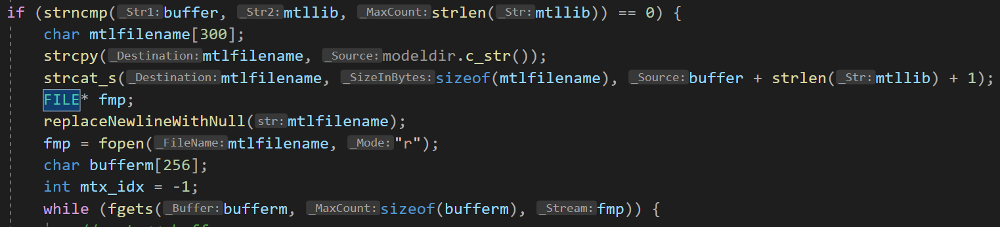 if (strncmp(_Str1:buffer, _Str2:mtllib, _MaxCount:strlen(_Str:mtllib)) == 0) {
char mtlfilename[300];
strcpy(_Destination:mtlfilename, _Source:modeldir.c_str());
strcat_s(_Destination:mtlfilename, _SizeInBytes:sizeof(mtlfilename), _Source:buffer + strlen(_Str:mtllib) + 1);
FILE* fmp;
replaceNewlineWithNull(str:mtlfilename);
fmp = fopen(_FileName:mtlfilename, _Mode:"r");
char bufferm[256];
int mtx_idx = -1;
while (fgets(_Buffer:bufferm, _MaxCount:sizeof(bufferm), _Stream:fmp)) {